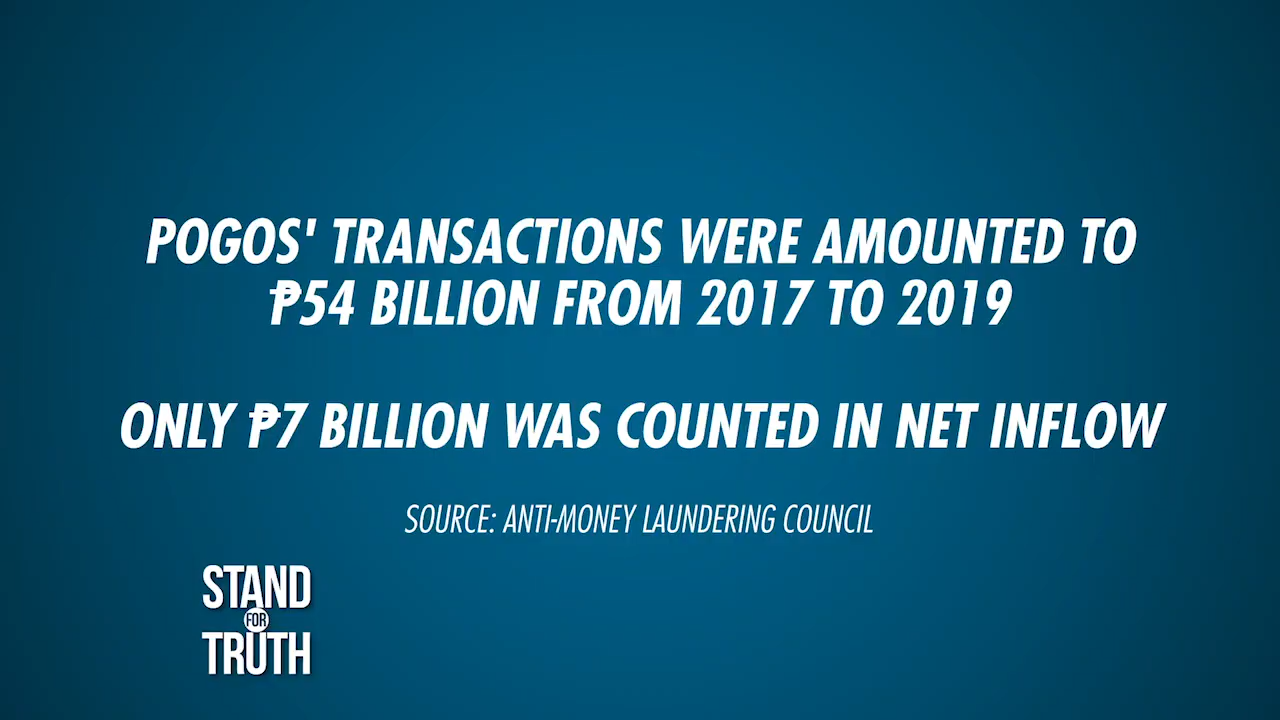 POGOS' TRANSACTIONS WERE AMOUNTED TO
₱54 BILLION FROM 2017 TO 2019
ONLY ₱7 BILLION WAS COUNTED IN NET INFLOW
SOURCE: ANTI-MONEY LAUNDERING COUNCIL
STAND
FOR
TRUTH